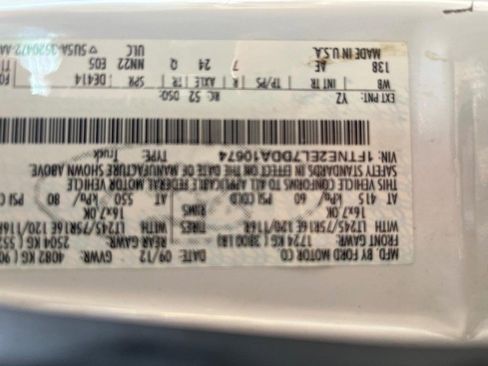 MFD. BY FORD MOTOR CO.
DATE: 09/12 GVWR: 4082 KG
FRONT GAWR: 1724 KG 3800 LB REAR GAWR: 2504 KG
WITH LT245/75R16E 120/116R TIRES WITH LT245/75R16E 120/116R
16x7.0K RIMS 16x7.0K
AT 415 kPa/ 60 PSI COLD AT 550 kPa/ 80 PSI
THIS VEHICLE CONFORMS TO ALL APPLICABLE FEDERAL MOTOR VEHICLE
SAFETY STANDARDS IN EFFECT ON THE DATE OF MANUFACTURE SHOWN ABOVE.
VIN: 1FTNE2EL7DDA10674 TYPE: Truck
EXT PNT: YZ RC: 52 DSO:
WB INT TR TP/PS R AXLE TR SPR DE414
138 AE 7 24 Q NN22 E05
MADE IN U.S.A. ULC